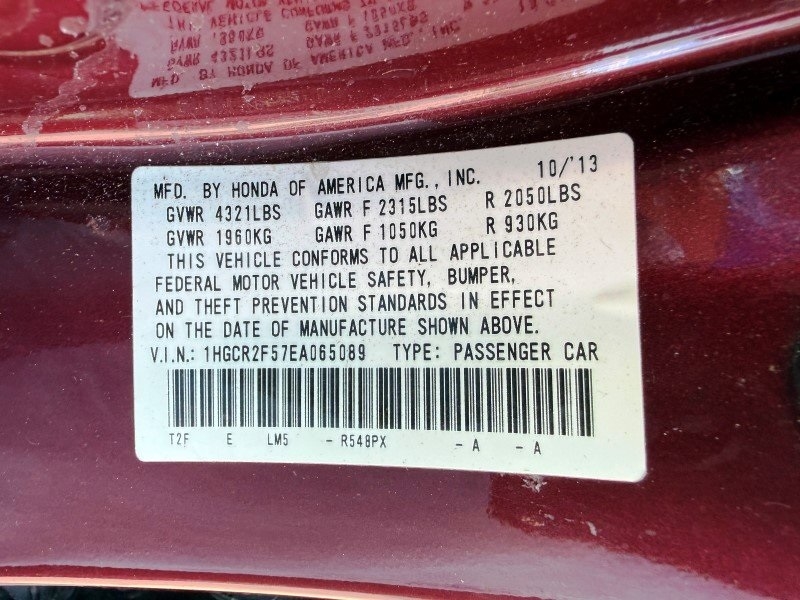 MFD. BY HONDA OF AMERICA MFG., INC. 10/'13
GVWR 4321LBS GAWR F 2315LBS R 2050LBS
GVWR 1960KG GAWR F 1050KG R 930KG
THIS VEHICLE CONFORMS TO ALL APPLICABLE
FEDERAL MOTOR VEHICLE SAFETY, BUMPER,
AND THEFT PREVENTION STANDARDS IN EFFECT
ON THE DATE OF MANUFACTURE SHOWN ABOVE.
V.I.N.: 1HGCR2F57EA065089 TYPE: PASSENGER CAR
T2F E LM5 - R548PX - A - A